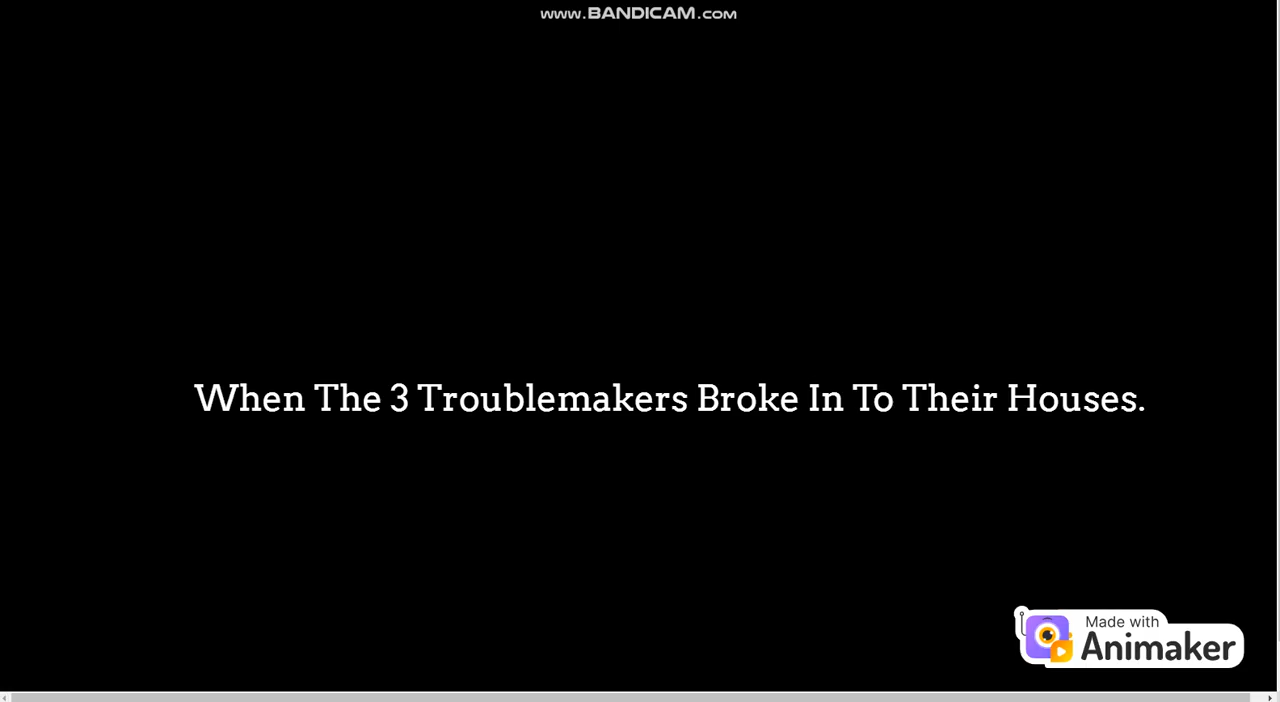 www.BANDICAM.com
When The 3 Troublemakers Broke In To Their Houses.
Made with
Animaker